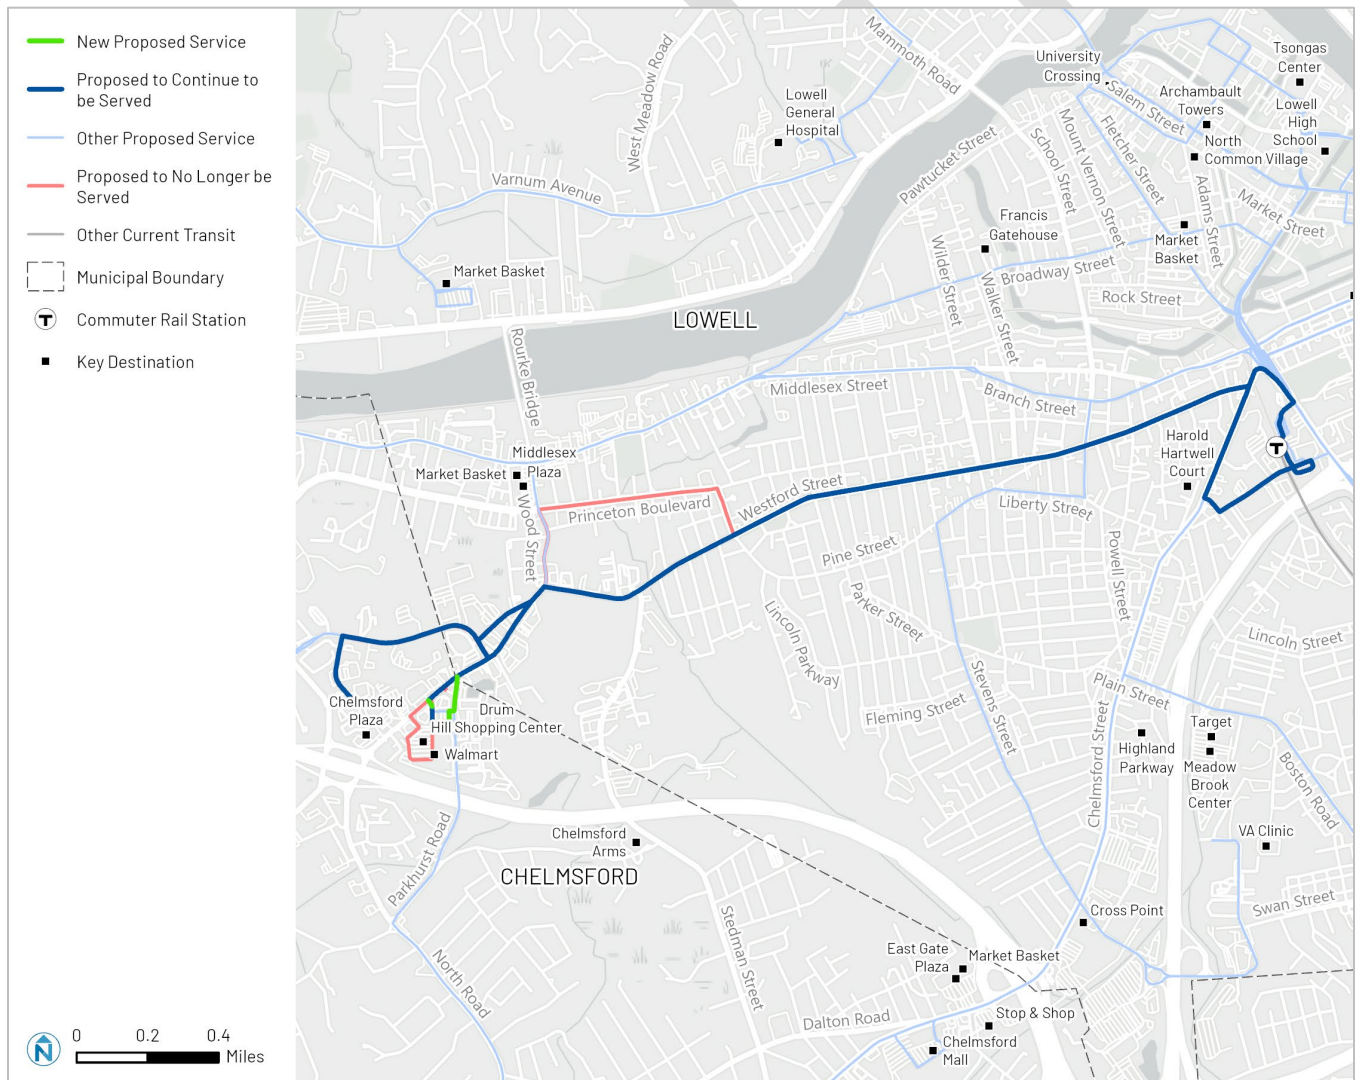 New Proposed Service
Proposed to Continue to
be Served
Other Proposed Service
Proposed to No Longer be
Served
Other Current Transit
Municipal Boundary
T
Commuter Rail Station
Key Destination
Mammoth Road
West Meadow Road
University
Crossing
Tsongas
Center
Salem Street
Archambault
Towers
Lowell
General
Hospital
Lowell
High
School
Fletcher Street
Mount Vernon Street
School Street
Pawtucket Street
North
Common Village
Varnum Avenue
Adams Street
Market Street
Francis
Gatehouse
Market
Basket
Wilder Street
Walker Street
Broadway Street
Rock Street
Market Basket
LOWELL
Rourke Bridge
Middlesex Street
Branch Street
Harold
Hartwell
Court
T
Middlesex
Plaza
Market Basket
Wood Street
Princeton Boulevard
Westford Street
Liberty Street
Pine Street
Powell Street
Parker Street
Lincoln Parkway
Lincoln Street
Plain Street
Stevens Street
Fleming Street
Chelmsford
Plaza
Drum
Hill Shopping Center
Walmart
Chelmsford Street
Highland
Parkway
Target
Meadow
Brook
Center
Boston Road
VA Clinic
Chelmsford
Arms
CHELMSFORD
Parkhurst Road
Stedman Street
Swan Street
Cross Point
East Gate
Plaza
Market Basket
North Road
Dalton Road
Stop & Shop
Chelmsford
Mall
N
0 0.2 0.4
Miles